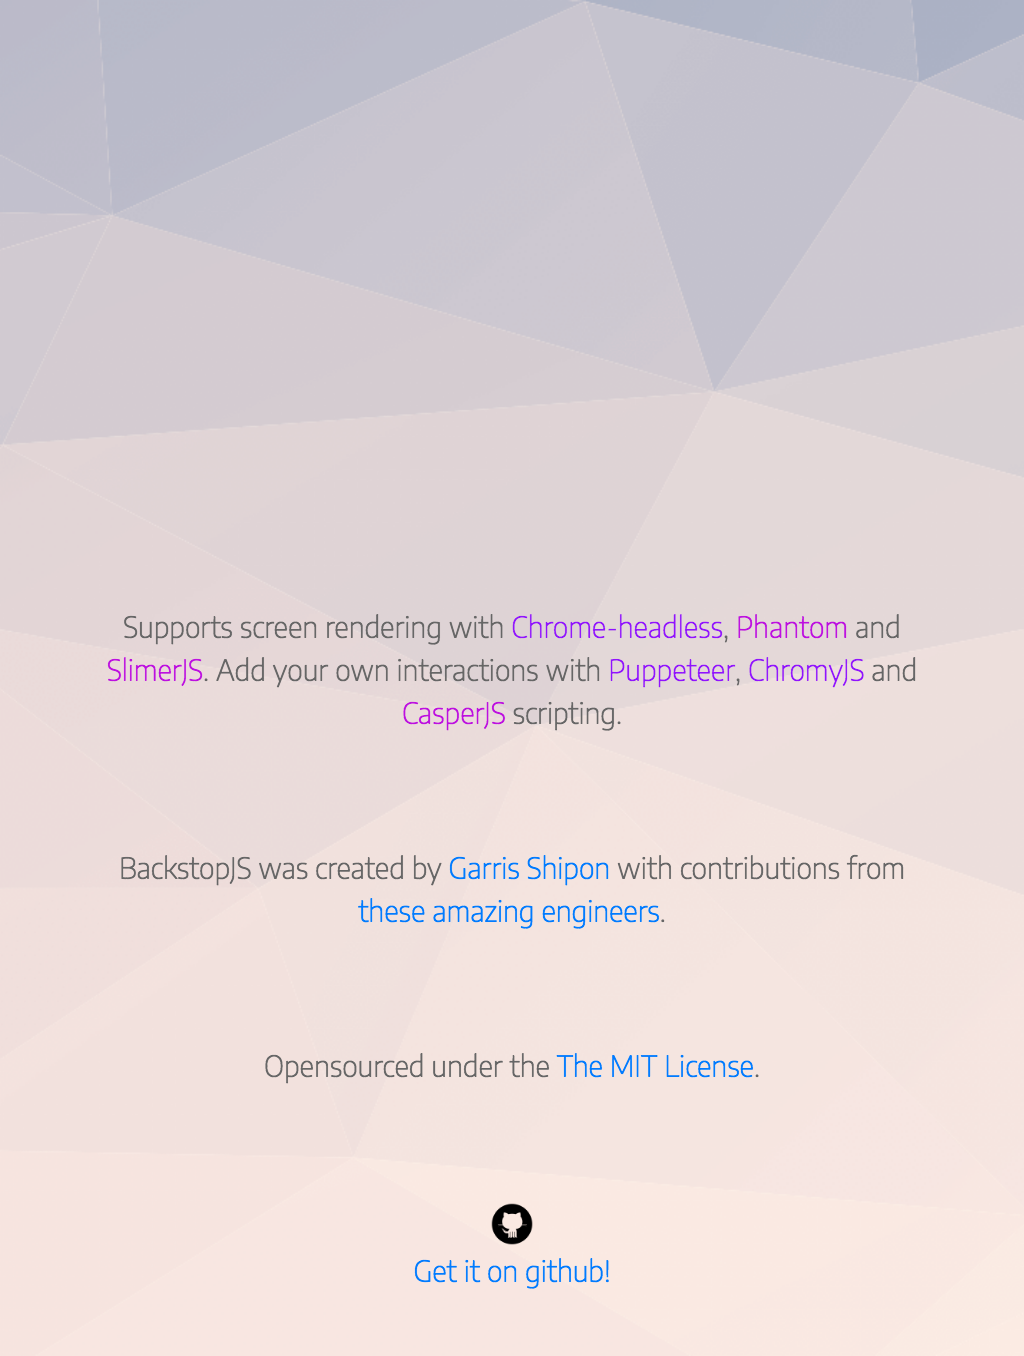 Supports screen rendering with Chrome-headless, Phantom and
SlimerJS. Add your own interactions with Puppeteer, ChromyJS and
CasperJS scripting.
BackstopJS was created by Garris Shipon with contributions from
these amazing engineers.
Opensourced under the The MIT License.
Get it on github!